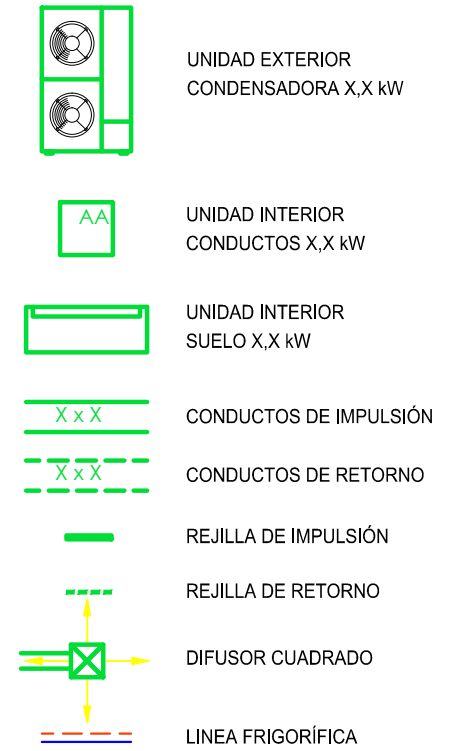 UNIDAD EXTERIOR
CONDENSADORA X,X kW
AA
UNIDAD INTERIOR
CONDUCTOS X,X kW
UNIDAD INTERIOR
SUELO X,X kW
X x X
CONDUCTOS DE IMPULSIÓN
X x X
CONDUCTOS DE RETORNO
REJILLA DE IMPULSIÓN
REJILLA DE RETORNO
DIFUSOR CUADRADO
LINEA FRIGORÍFICA